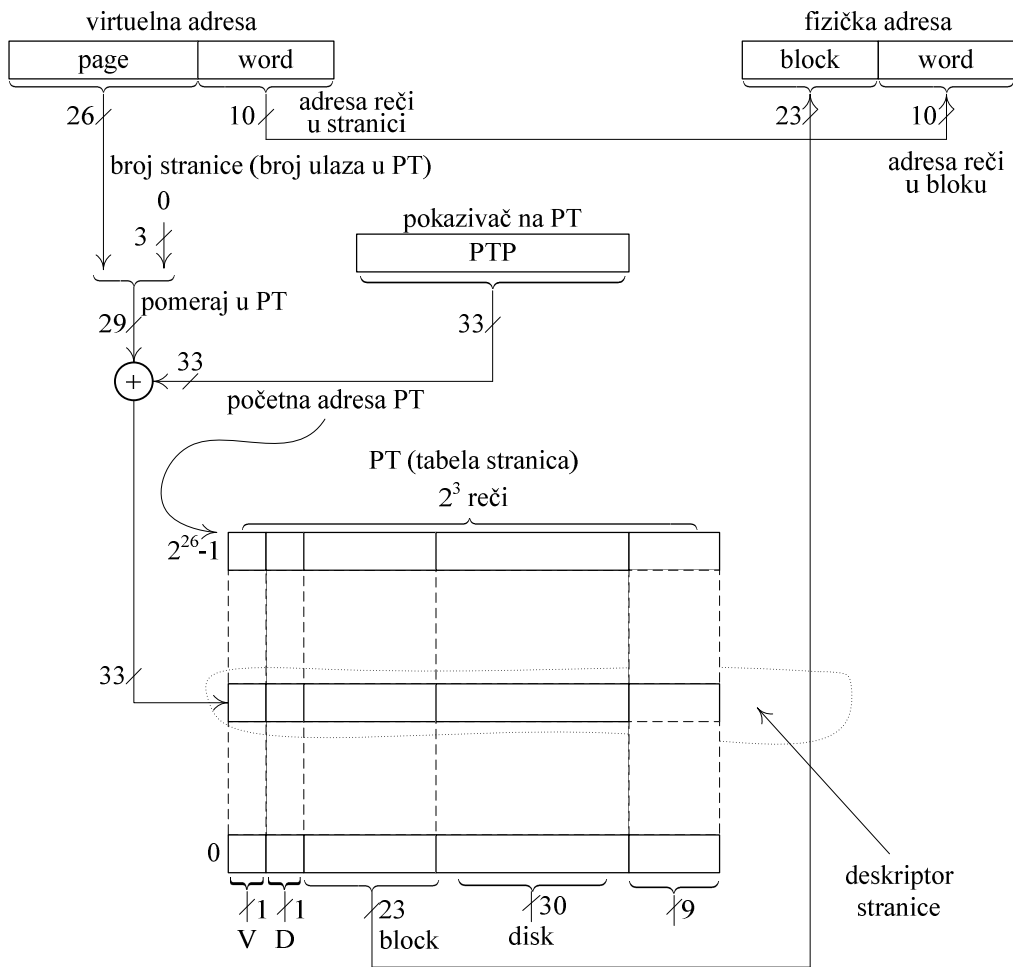 virtuelna adresa
fizička adresa
page
word
block
word
26
10
adresa reči
u stranici
23
10
broj stranice (broj ulaza u PT)
adresa reči
u bloku
0
3
pokazivač na PT
PTP
pomeraj u PT
29
33
33
+
početna adresa PT
PT (tabela stranica)
2³ reči
2²⁶-1
33
0
deskriptor
stranice
1
1
23
30
9
V
D
block
disk